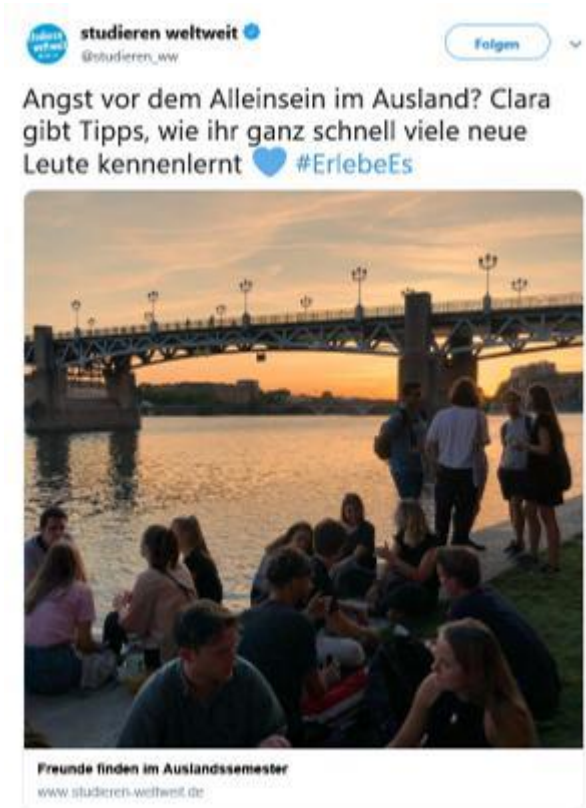 studieren weltweit
@studieren_ww
Folgen
Angst vor dem Alleinsein im Ausland? Clara
gibt Tipps, wie ihr ganz schnell viele neue
Leute kennenlernt 💙 #ErlebeEs
Freunde finden im Auslandssemester
www.studieren-weltweit.de